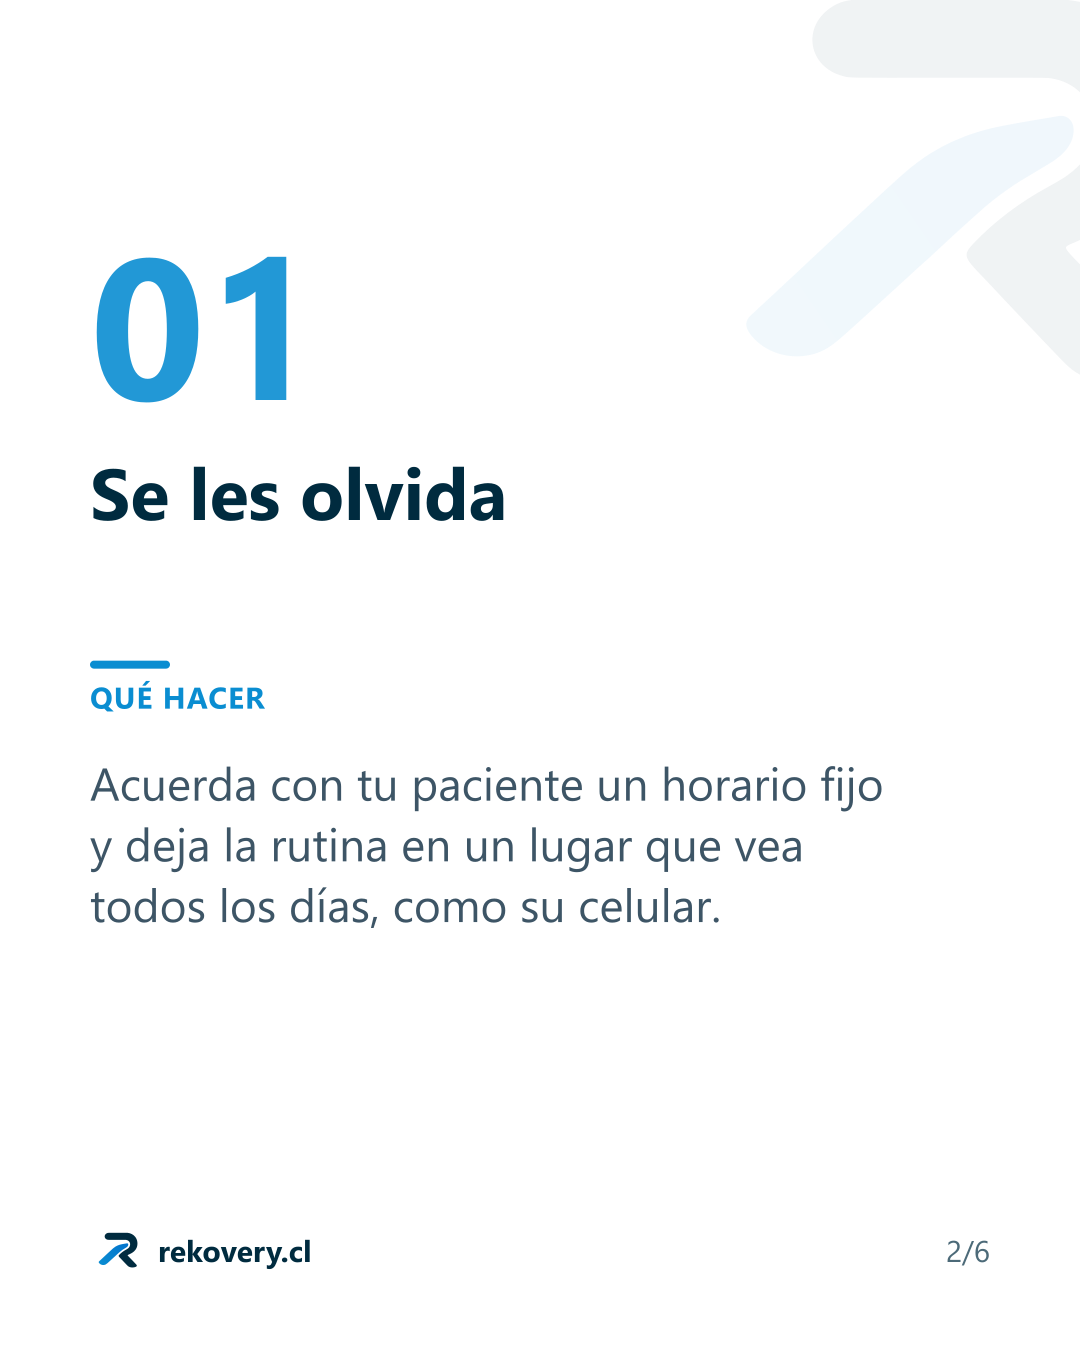 01
Se les olvida
QUÉ HACER
Acuerda con tu paciente un horario fijo
y deja la rutina en un lugar que vea
todos los días, como su celular.
rekovery.cl
2/6